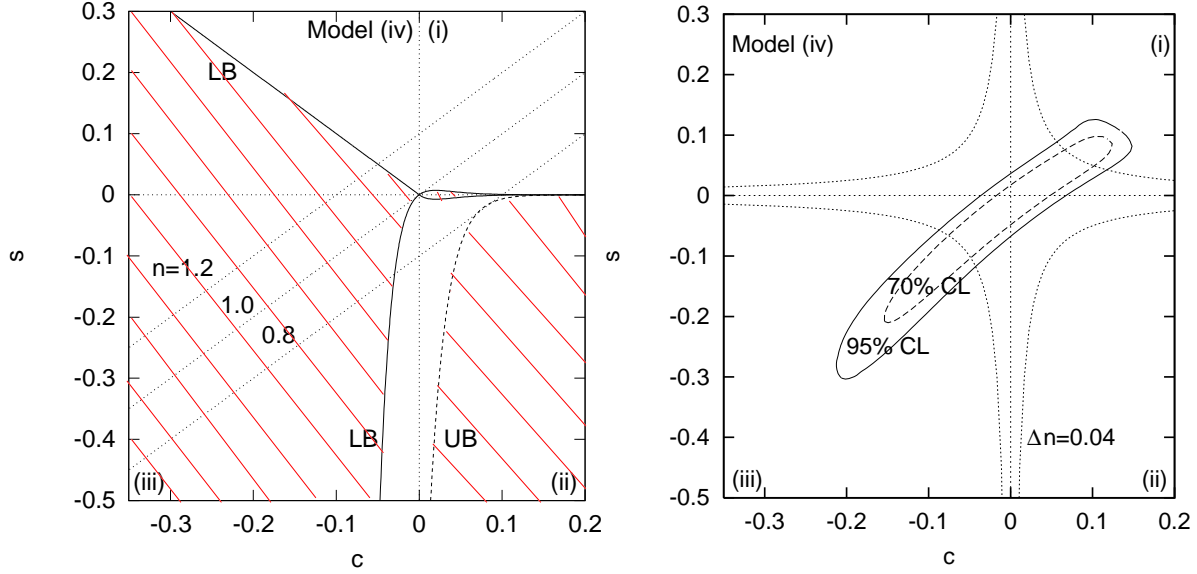 0.3
0.2
0.1
0
-0.1
-0.2
-0.3
-0.4
-0.5
s
-0.3
-0.2
-0.1
0
0.1
0.2
c
Model (iv)
(i)
LB
n=1.2
1.0
0.8
LB
UB
(iii)
(ii)
0.3
0.2
0.1
0
-0.1
-0.2
-0.3
-0.4
-0.5
s
-0.3
-0.2
-0.1
0
0.1
0.2
c
Model (iv)
(i)
70% CL
95% CL
Δn=0.04
(iii)
(ii)